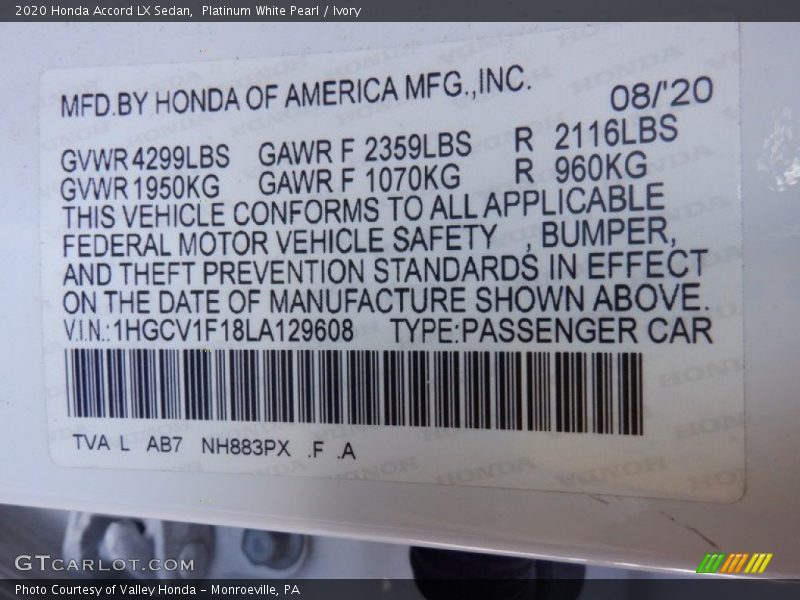 2020 Honda Accord LX Sedan,  Platinum White Pearl / Ivory
MFD.BY HONDA OF AMERICA MFG.,INC.
08/'20
GVWR 4299LBS GAWR F 2359LBS R 2116LBS
GVWR 1950KG GAWR F 1070KG R 960KG
THIS VEHICLE CONFORMS TO ALL APPLICABLE
FEDERAL MOTOR VEHICLE SAFETY , BUMPER,
AND THEFT PREVENTION STANDARDS IN EFFECT
ON THE DATE OF MANUFACTURE SHOWN ABOVE.
V.I.N.:1HGCV1F18LA129608 TYPE:PASSENGER CAR
TVA L AB7 NH883PX .F .A
GTCARLOT.COM
Photo Courtesy of Valley Honda - Monroeville, PA